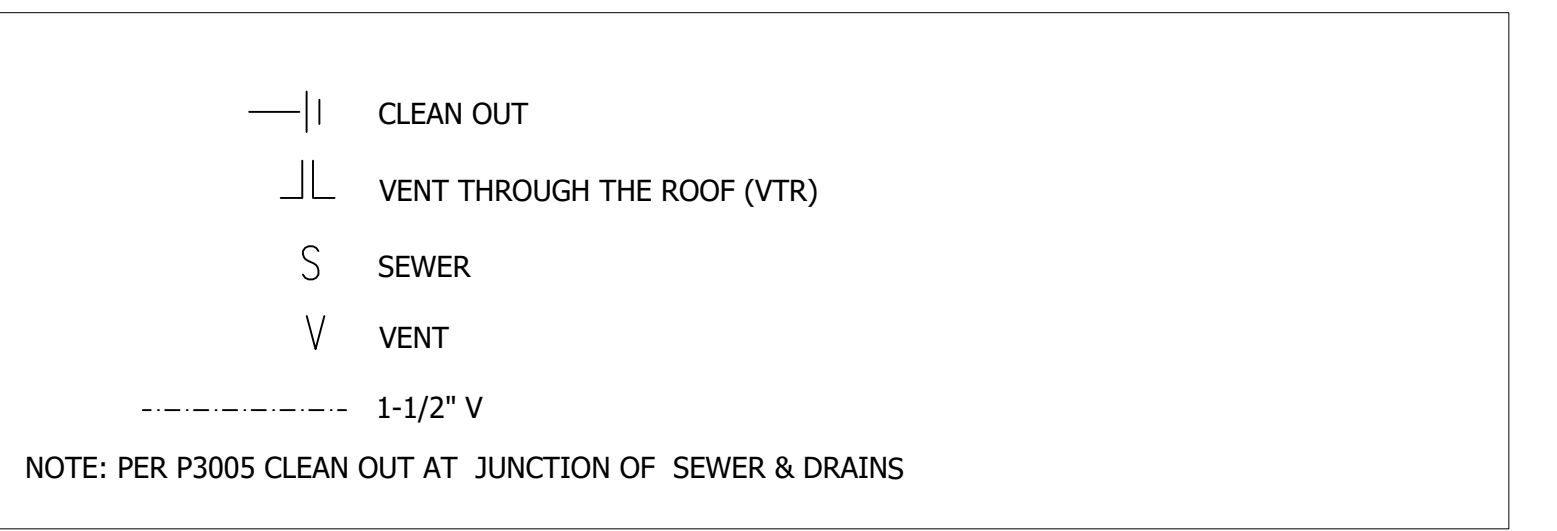 CLEAN OUT
VENT THROUGH THE ROOF (VTR)
S SEWER
V VENT
1-1/2" V
NOTE: PER P3005 CLEAN OUT AT JUNCTION OF SEWER & DRAINS